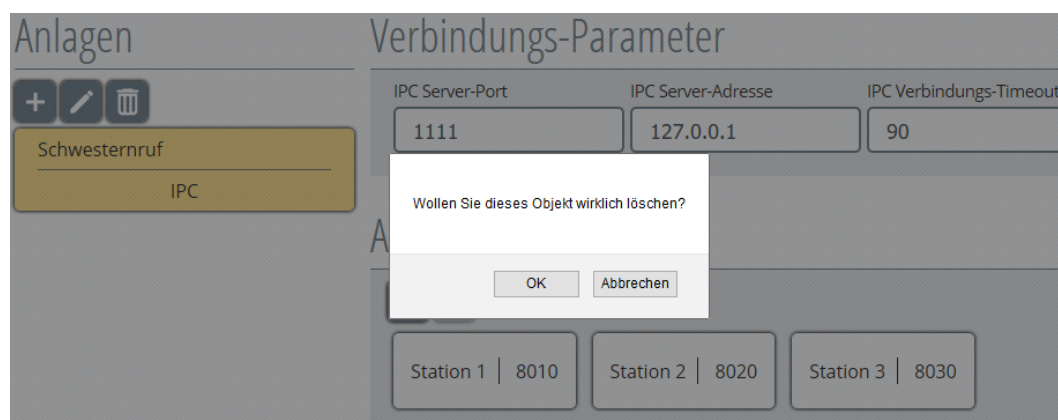 Anlagen
Verbindungs-Parameter
IPC Server-Port
IPC Server-Adresse
IPC Verbindungs-Timeout
1111
127.0.0.1
90
Schwesternruf
IPC
Wollen Sie dieses Objekt wirklich löschen?
A
OK
Abbrechen
Station 1 | 8010
Station 2 | 8020
Station 3 | 8030